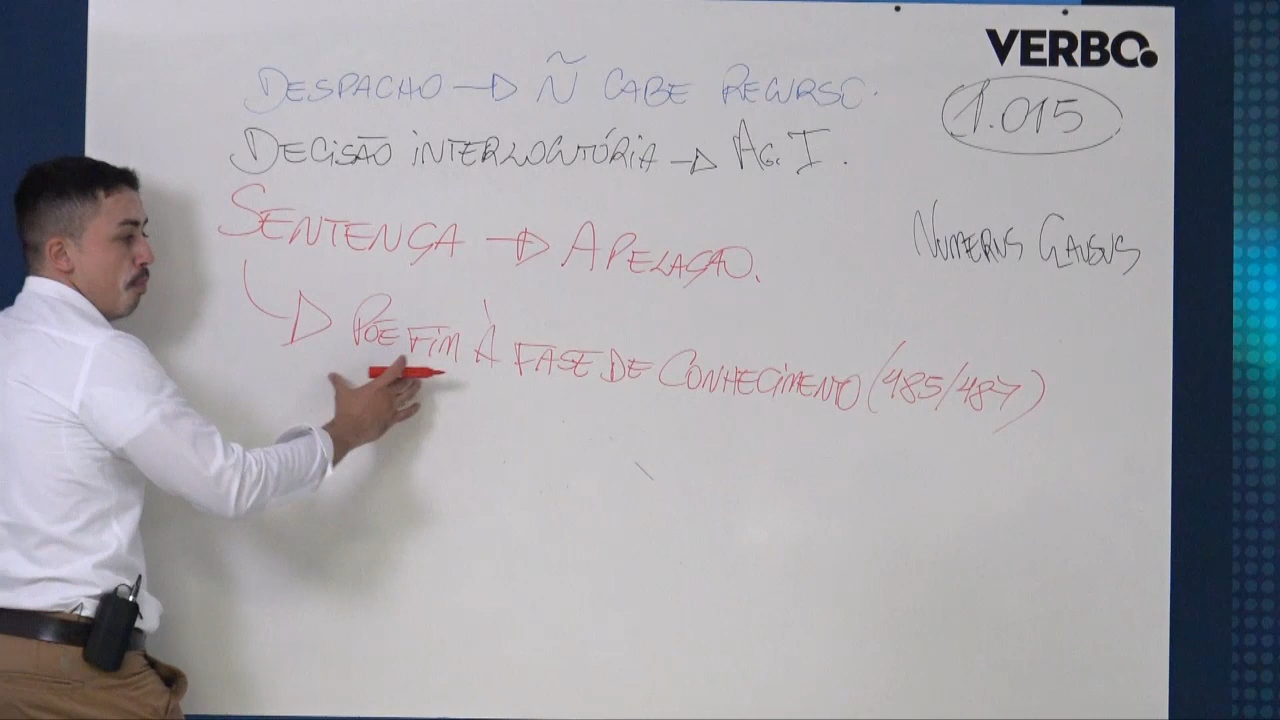 VERBO.
DESPACHO → Ñ CABE RECURSO.
1.015
DECISÃO INTERLOCUTÓRIA → AG. I.
SENTENÇA → APELAÇÃO.
NUMERUS CLAUSUS
→ PÕE FIM À FASE DE CONHECIMENTO (485/487)